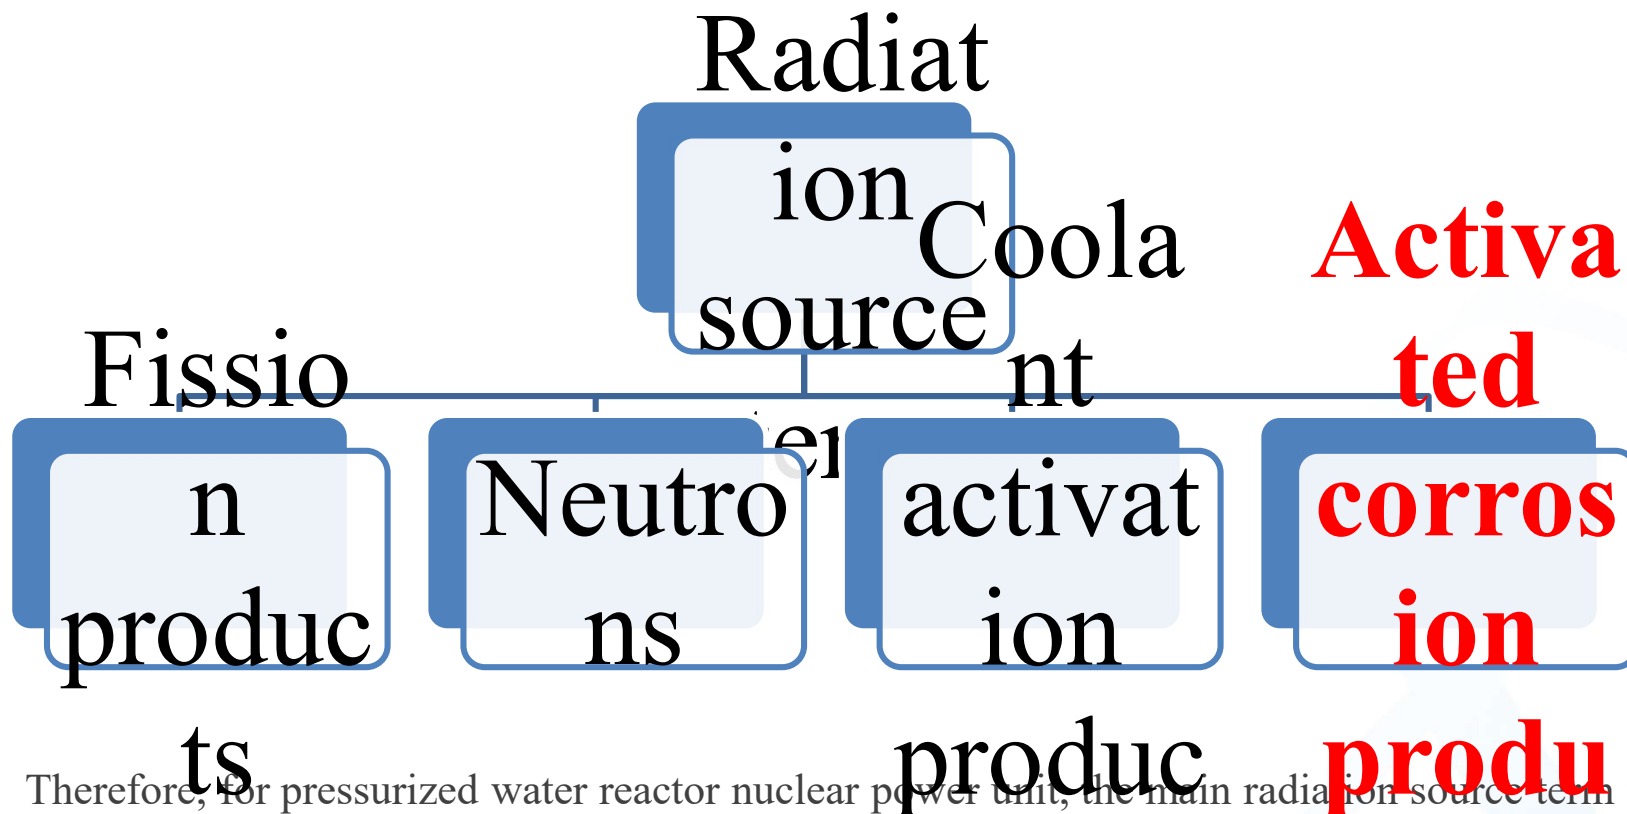 Radiat
ion
source
Fissio
n
produc
ts
Neutro
ns
Coola
nt
activat
ion
produc
Activa
ted
corros
ion
produ
Therefore, for pressurized water reactor nuclear power unit, the main radiation source term